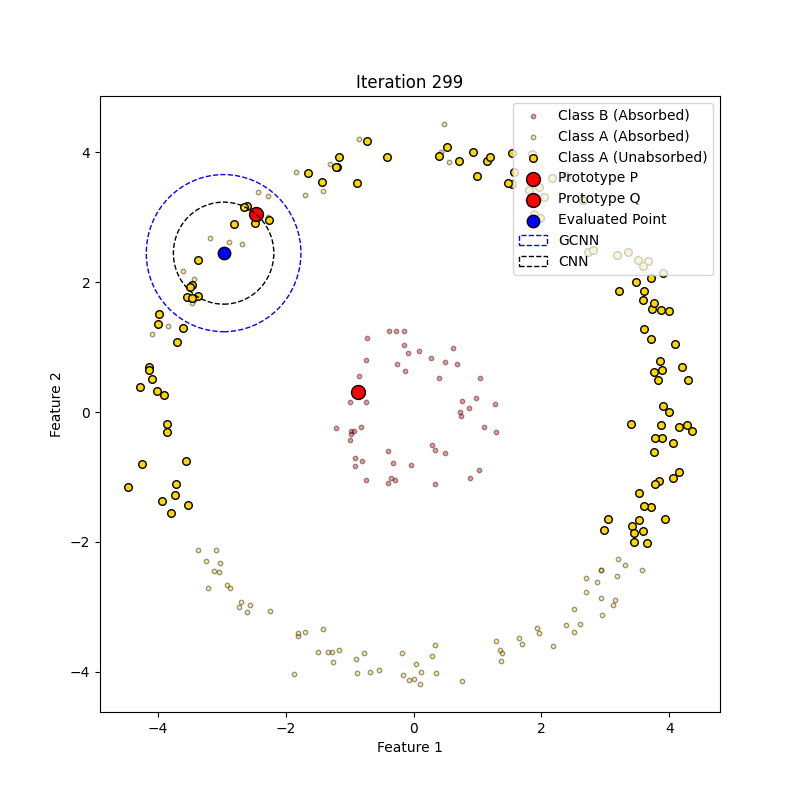 Iteration 299
Class B (Absorbed)
Class A (Absorbed)
Class A (Unabsorbed)
Prototype P
Prototype Q
Evaluated Point
GCNN
CNN
4
2
0
−2
−4
Feature 2
−4 −2 0 2 4
Feature 1